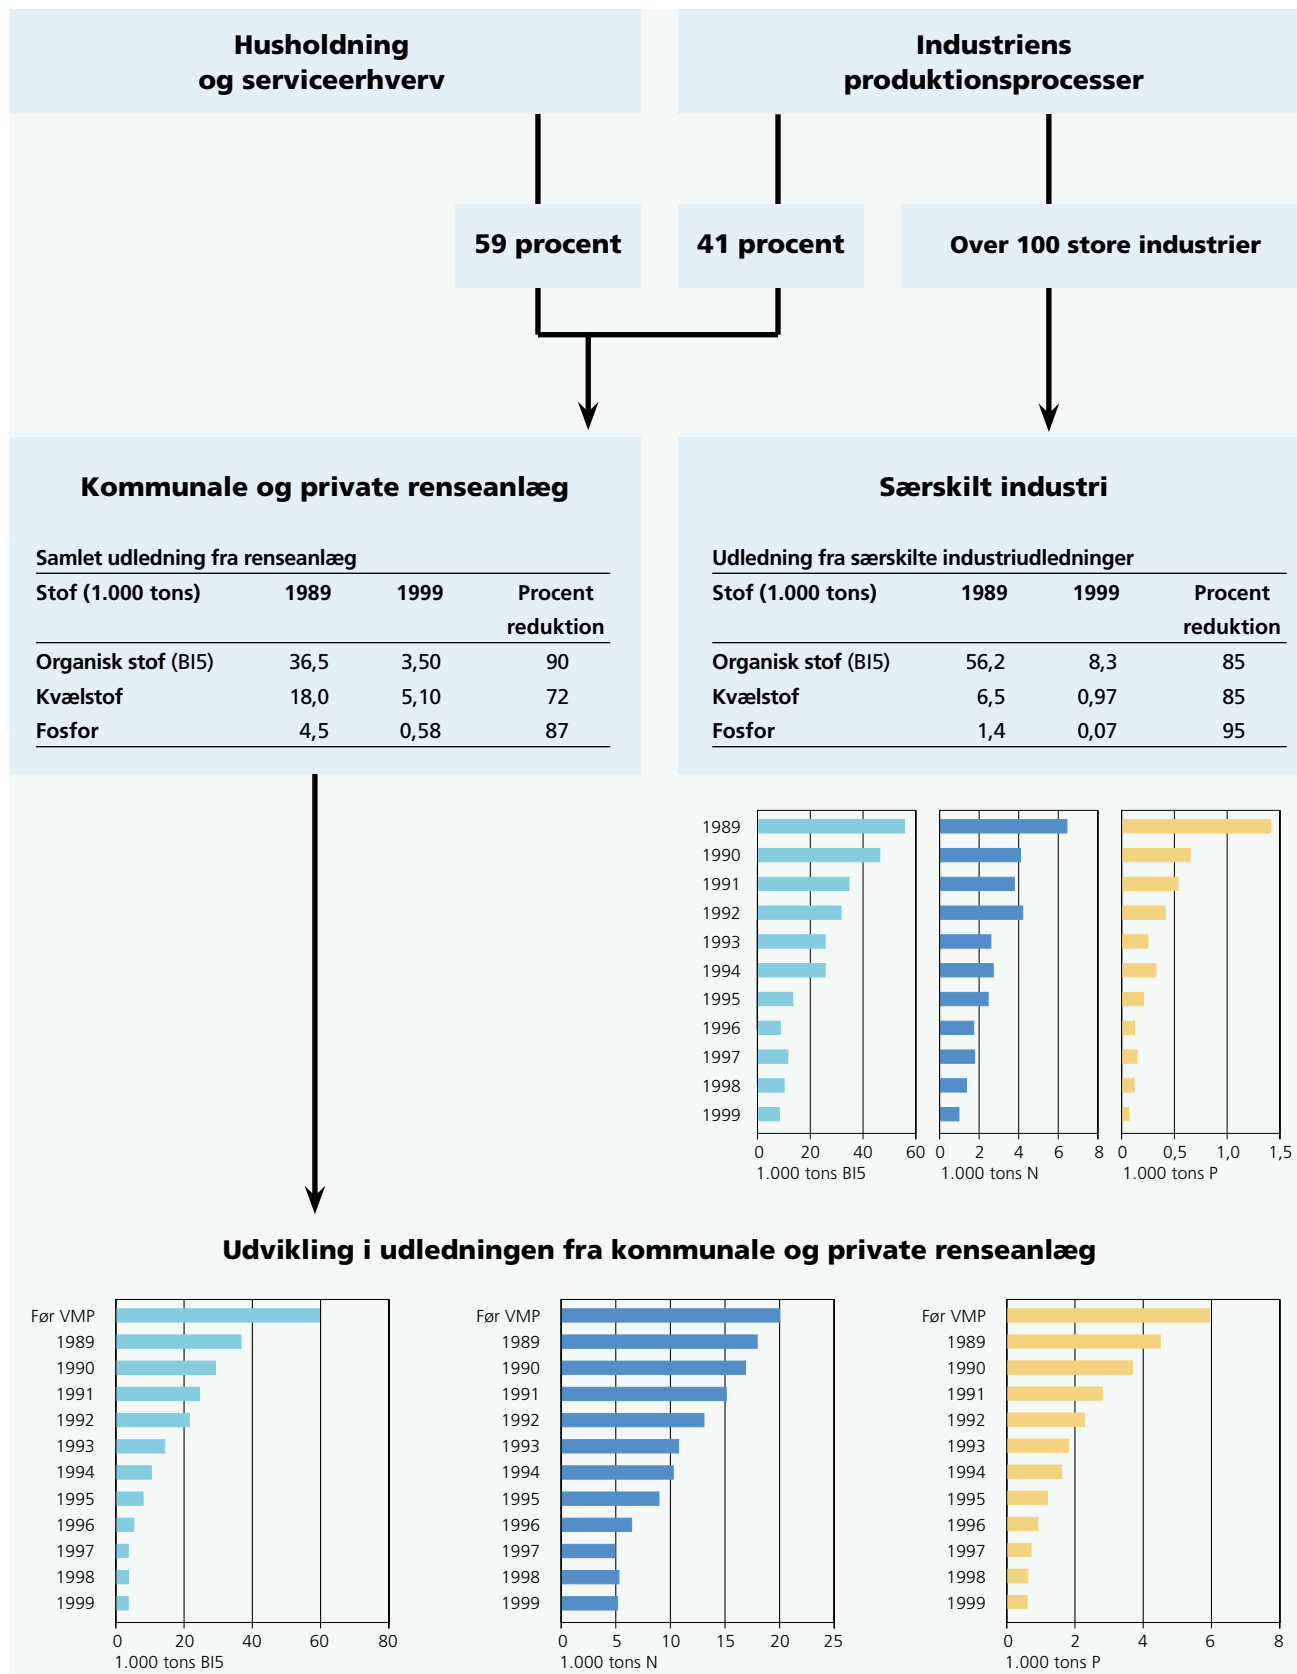 Husholdning
og serviceerhverv
Industriens
produktionsprocesser
59 procent
41 procent
Over 100 store industrier
Kommunale og private renseanlæg
Samlet udledning fra renseanlæg
Stof (1.000 tons) 1989 1999 Procent
reduktion
Organisk stof (BI5) 36,5 3,50 90
Kvælstof 18,0 5,10 72
Fosfor 4,5 0,58 87
Særskilt industri
Udledning fra særskilte industriudledninger
Stof (1.000 tons) 1989 1999 Procent
reduktion
Organisk stof (BI5) 56,2 8,3 85
Kvælstof 6,5 0,97 85
Fosfor 1,4 0,07 95
1989
1990
1991
1992
1993
1994
1995
1996
1997
1998
1999
0 20 40 60
1.000 tons BI5
0 2 4 6 8
1.000 tons N
0 0,5 1,0 1,5
1.000 tons P
Udvikling i udledningen fra kommunale og private renseanlæg
Før VMP
1989
1990
1991
1992
1993
1994
1995
1996
1997
1998
1999
0 20 40 60 80
1.000 tons BI5
Før VMP
1989
1990
1991
1992
1993
1994
1995
1996
1997
1998
1999
0 5 10 15 20 25
1.000 tons N
Før VMP
1989
1990
1991
1992
1993
1994
1995
1996
1997
1998
1999
0 2 4 6 8
1.000 tons P